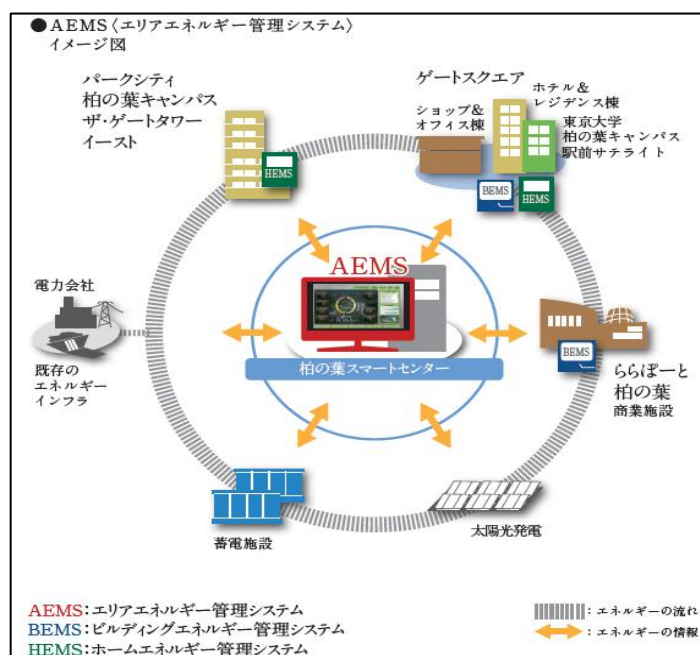 ●AEMS〈エリアエネルギー管理システム〉
イメージ図
パークシティ
柏の葉キャンパス
ザ・ゲートタワー
イースト
HEMS
ゲートスクエア
ショップ&
オフィス棟
ホテル&
レジデンス棟
東京大学
柏の葉キャンパス
駅前サテライト
BEMS
HEMS
AEMS
柏の葉スマートセンター
電力会社
既存の
エネルギー
インフラ
BEMS
ららぽーと
柏の葉
商業施設
蓄電施設
太陽光発電
AEMS:エリアエネルギー管理システム
BEMS:ビルディングエネルギー管理システム
HEMS:ホームエネルギー管理システム
:エネルギーの流れ
:エネルギーの情報